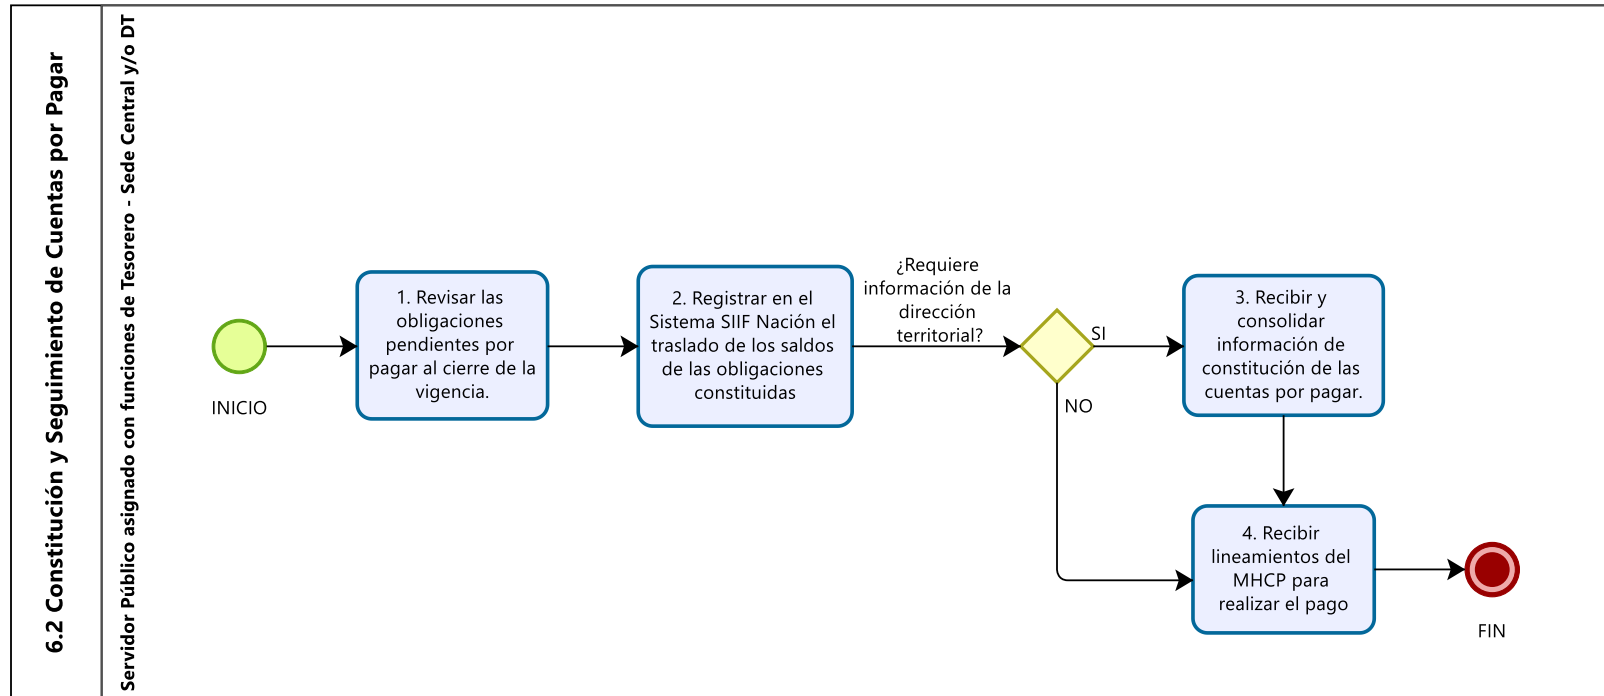 6.2 Constitución y Seguimiento de Cuentas por Pagar
Servidor Público asignado con funciones de Tesorero - Sede Central y/o DT
INICIO
1. Revisar las
obligaciones
pendientes por
pagar al cierre de la
vigencia.
2. Registrar en el
Sistema SIIF Nación el
traslado de los saldos
de las obligaciones
constituidas
¿Requiere
información de la
dirección
territorial?
SI
NO
3. Recibir y
consolidar
información de
constitución de las
cuentas por pagar.
4. Recibir
lineamientos del
MHCP para
realizar el pago
FIN